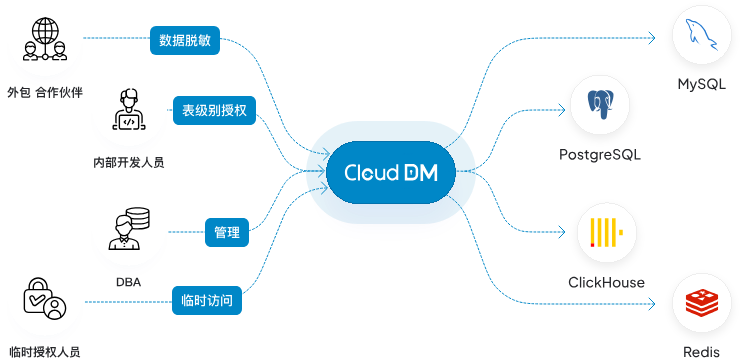 数据脱敏
外包 合作伙伴
表级别授权
内部开发人员
管理
DBA
临时访问
临时授权人员
Cloud DM
MySQL
PostgreSQL
ClickHouse
Redis